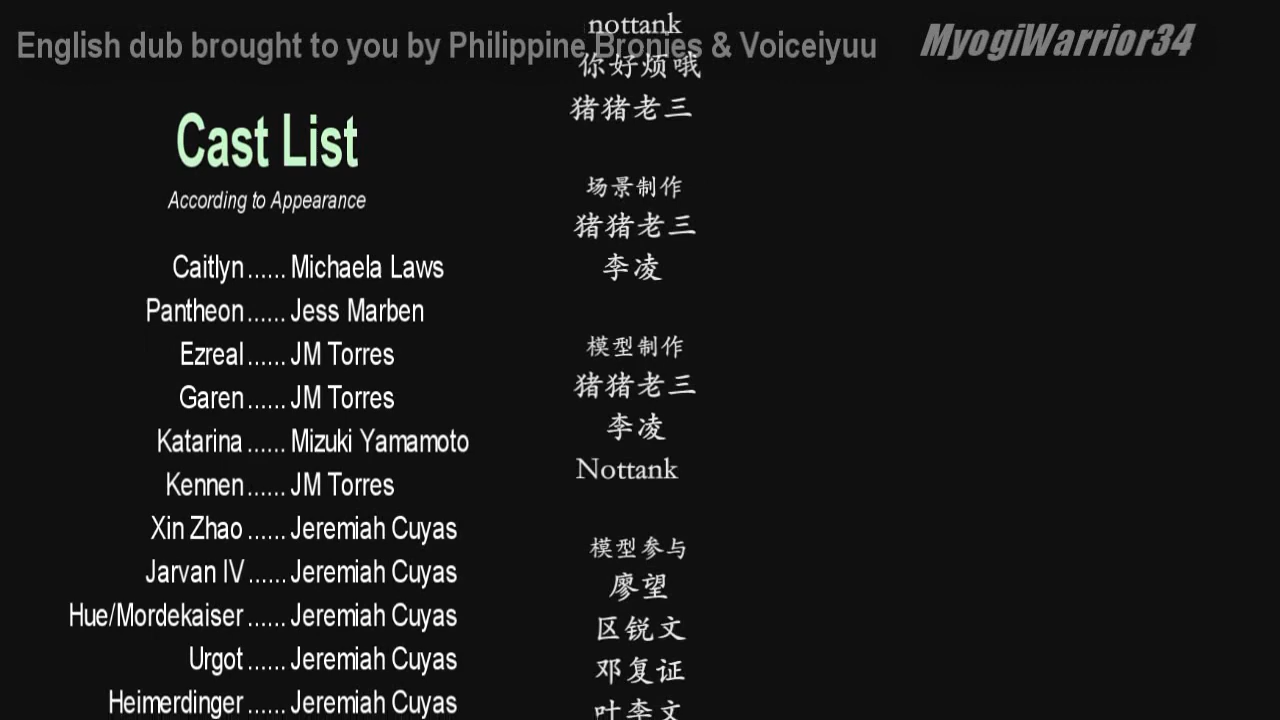 English dub brought to you by Philippine Bronies & Voiceiyuu
MyogiWarrior34
Cast List
According to Appearance
Caitlyn ...... Michaela Laws
Pantheon ...... Jess Marben
Ezreal ...... JM Torres
Garen ...... JM Torres
Katarina ...... Mizuki Yamamoto
Kennen ...... JM Torres
Xin Zhao ...... Jeremiah Cuyas
Jarvan IV ...... Jeremiah Cuyas
Hue/Mordekaiser ...... Jeremiah Cuyas
Urgot ...... Jeremiah Cuyas
Heimerdinger ...... Jeremiah Cuyas
nottank
你好烦哦
猪猪老三
场景制作
猪猪老三
李凌
模型制作
猪猪老三
李凌
Nottank
模型参与
廖望
区锐文
邓复证
叶李文